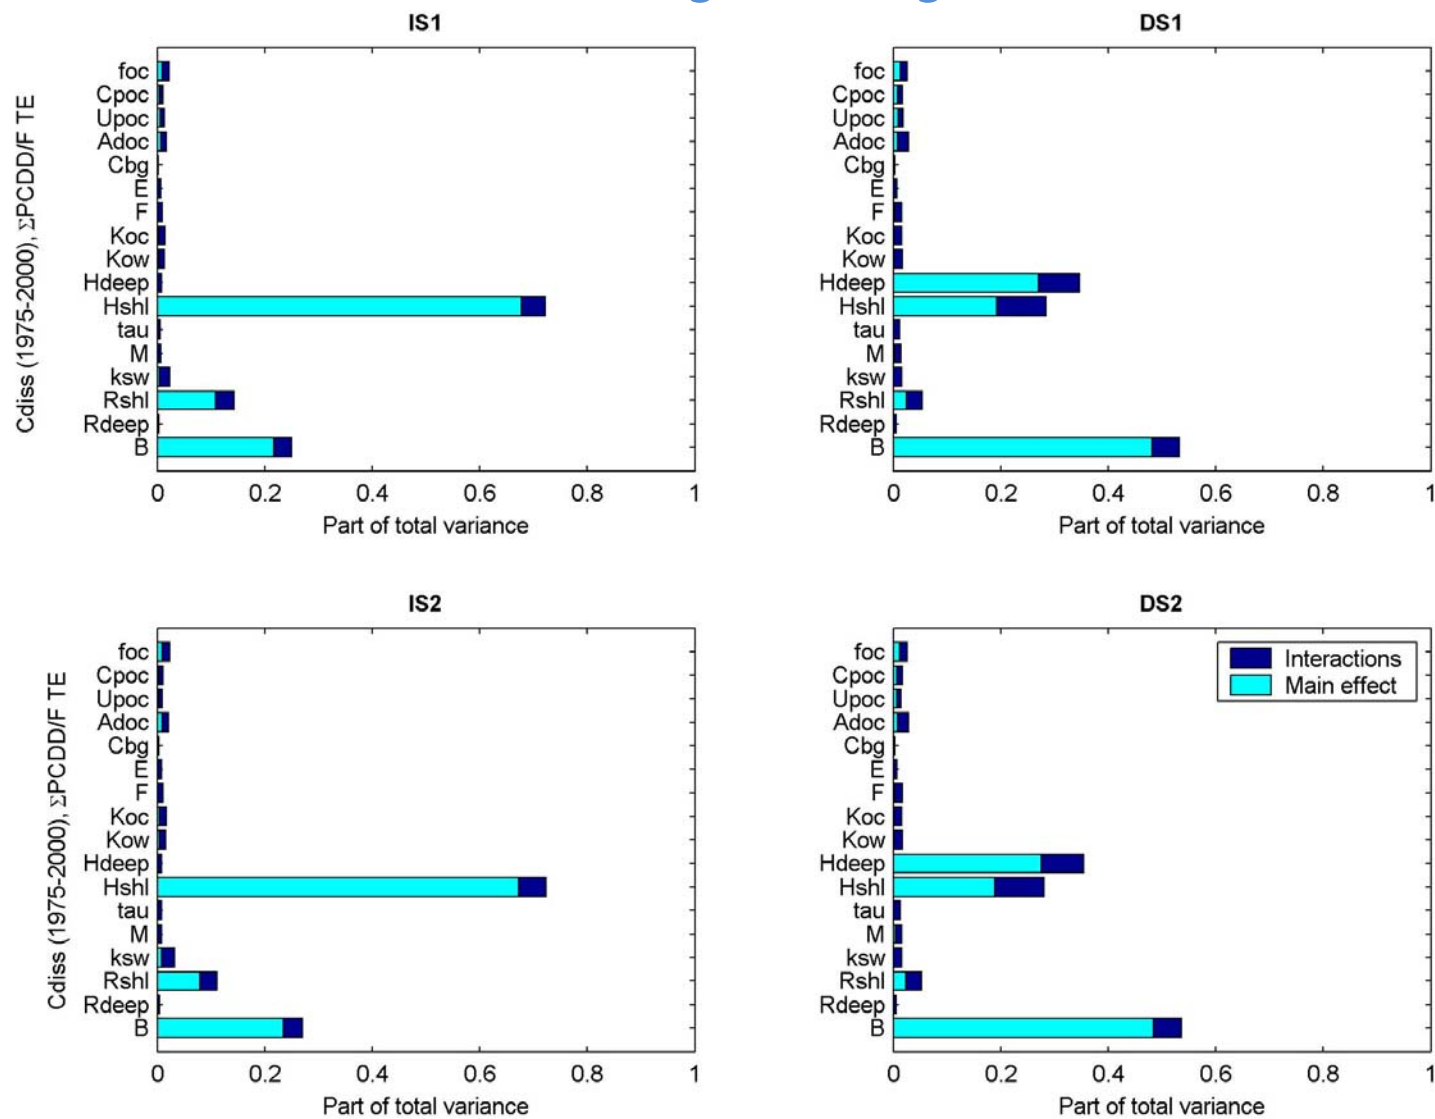 IS1
Cdiss (1975-2000), ΣPCDD/F TE
foc
Cpoc
Upoc
Adoc
Cbg
E
F
Koc
Kow
Hdeep
Hshl
tau
M
ksw
Rshl
Rdeep
B
0 0.2 0.4 0.6 0.8 1
Part of total variance
DS1
foc
Cpoc
Upoc
Adoc
Cbg
E
F
Koc
Kow
Hdeep
Hshl
tau
M
ksw
Rshl
Rdeep
B
0 0.2 0.4 0.6 0.8 1
Part of total variance
IS2
Cdiss (1975-2000), ΣPCDD/F TE
foc
Cpoc
Upoc
Adoc
Cbg
E
F
Koc
Kow
Hdeep
Hshl
tau
M
ksw
Rshl
Rdeep
B
0 0.2 0.4 0.6 0.8 1
Part of total variance
DS2
foc
Cpoc
Upoc
Adoc
Cbg
E
F
Koc
Kow
Hdeep
Hshl
tau
M
ksw
Rshl
Rdeep
B
Interactions
Main effect
0 0.2 0.4 0.6 0.8 1
Part of total variance